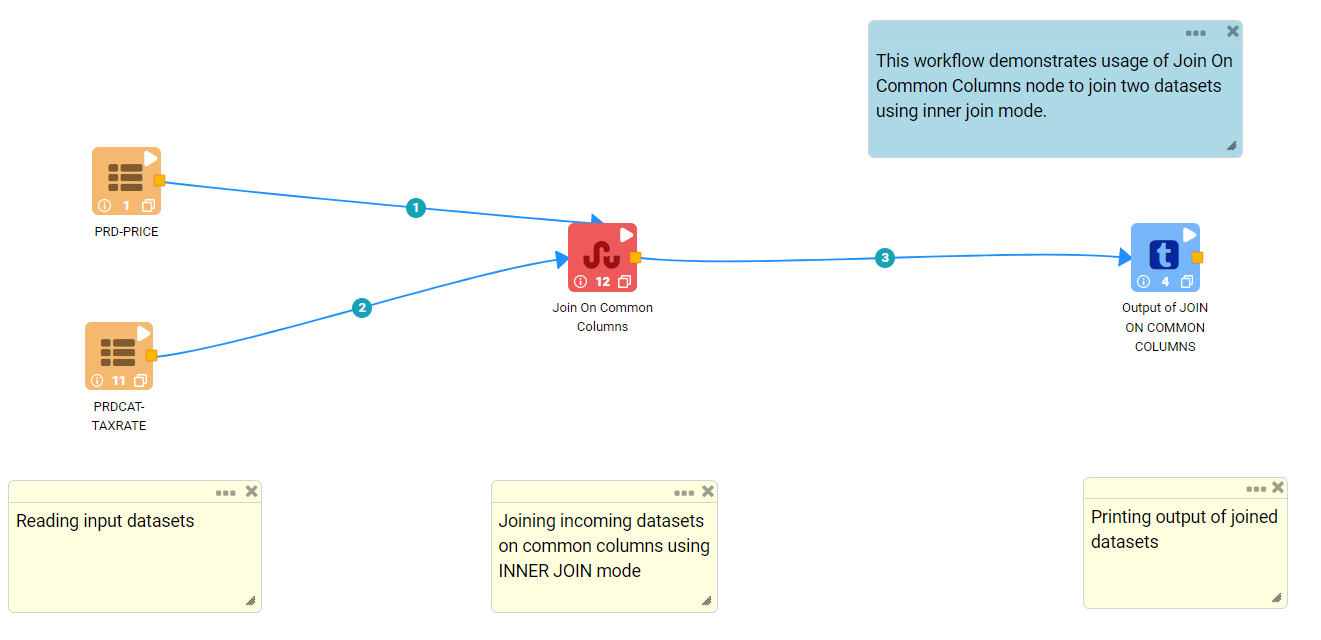 This workflow demonstrates usage of Join On
Common Columns node to join two datasets
using inner join mode.
1
PRD-PRICE
1
12
Join On Common
Columns
3
t
4
Output of JOIN
ON COMMON
COLUMNS
2
11
PRDCAT-
TAXRATE
Reading input datasets
Joining incoming datasets
on common columns using
INNER JOIN mode
Printing output of joined
datasets